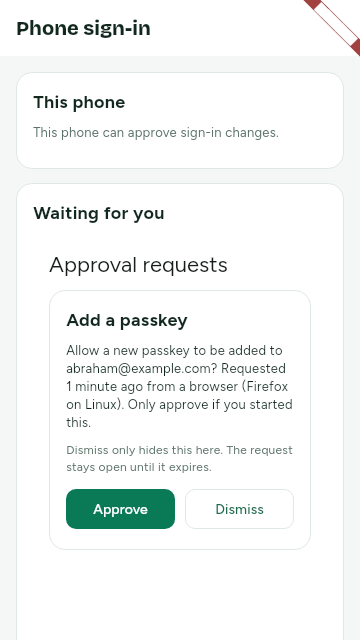 Phone sign-in
This phone
This phone can approve sign-in changes.
Waiting for you
Approval requests
Add a passkey
Allow a new passkey to be added to
abraham@example.com? Requested
1 minute ago from a browser (Firefox
on Linux). Only approve if you started
this.
Dismiss only hides this here. The request
stays open until it expires.
Approve
Dismiss